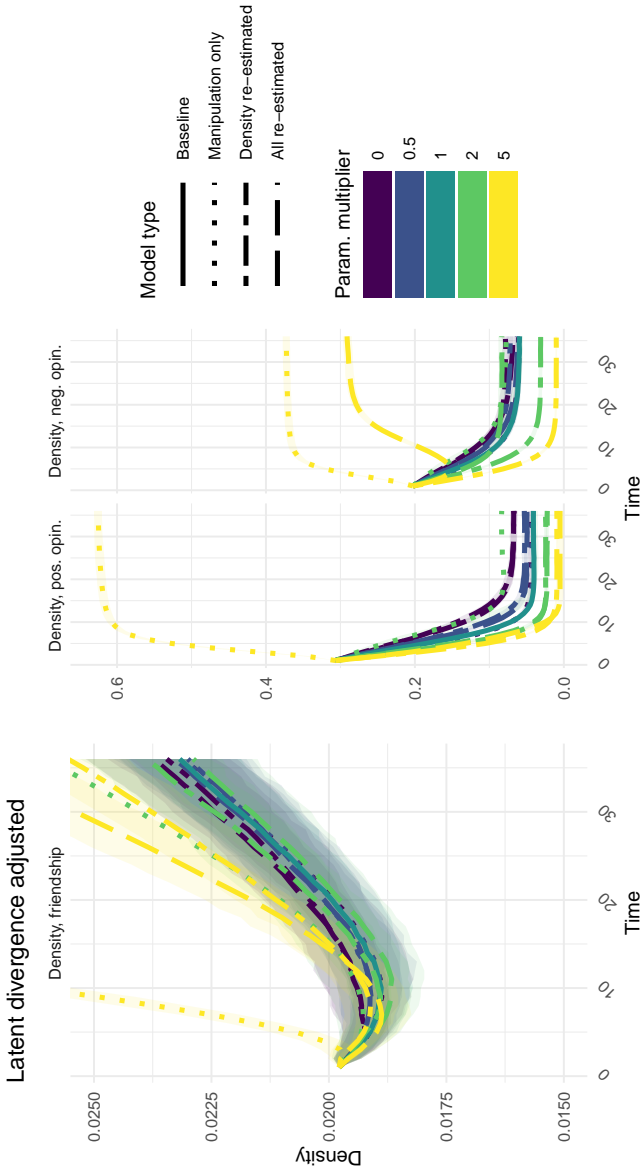 Latent divergence adjusted
Density, friendship
Density, pos. opin.
Density, neg. opin.
Density
0.0250
0.0225
0.0200
0.0175
0.0150
0
10
20
30
Time
0.6
0.4
0.2
0.0
0
10
20
30
0
10
20
30
Time
Model type
Baseline
Manipulation only
Density re−estimated
All re−estimated
Param. multiplier
0
0.5
1
2
5